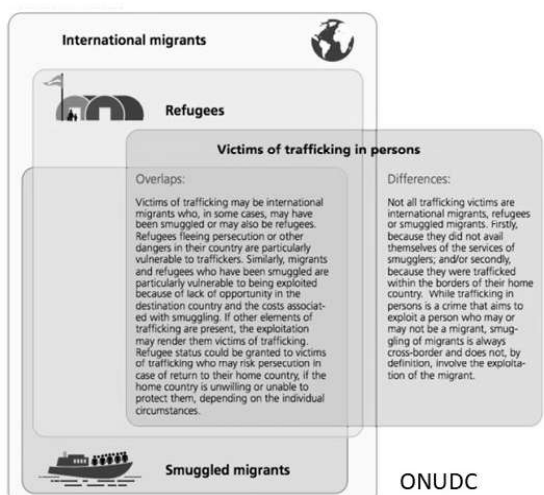 International migrants
Refugees
Victims of trafficking in persons
Overlaps:
Victims of trafficking may be international
migrants who, in some cases, may have
been smuggled or may also be refugees.
Refugees fleeing persecution or other
dangers in their country are particularly
vulnerable to traffickers. Similarly, migrants
and refugees who have been smuggled are
particularly vulnerable to being exploited
because of lack of opportunity in the
destination country and the costs associat-
ed with smuggling. If other elements of
trafficking are present, the exploitation
may render them victims of trafficking.
Refugee status could be granted to victims
of trafficking who may risk persecution in
case of return to their home country, if the
home country is unwilling or unable to
protect them, depending on the individual
circumstances.
Differences:
Not all trafficking victims are
international migrants, refugees
or smuggled migrants. Firstly,
because they did not avail
themselves of the services of
smugglers; and/or secondly,
because they were trafficked
within the borders of their home
country. While trafficking in
persons is a crime that aims to
exploit a person who may or
may not be a migrant, smug-
gling of migrants is always
cross-border and does not, by
definition, involve the exploita-
tion of the migrant.
Smuggled migrants
ONUDC